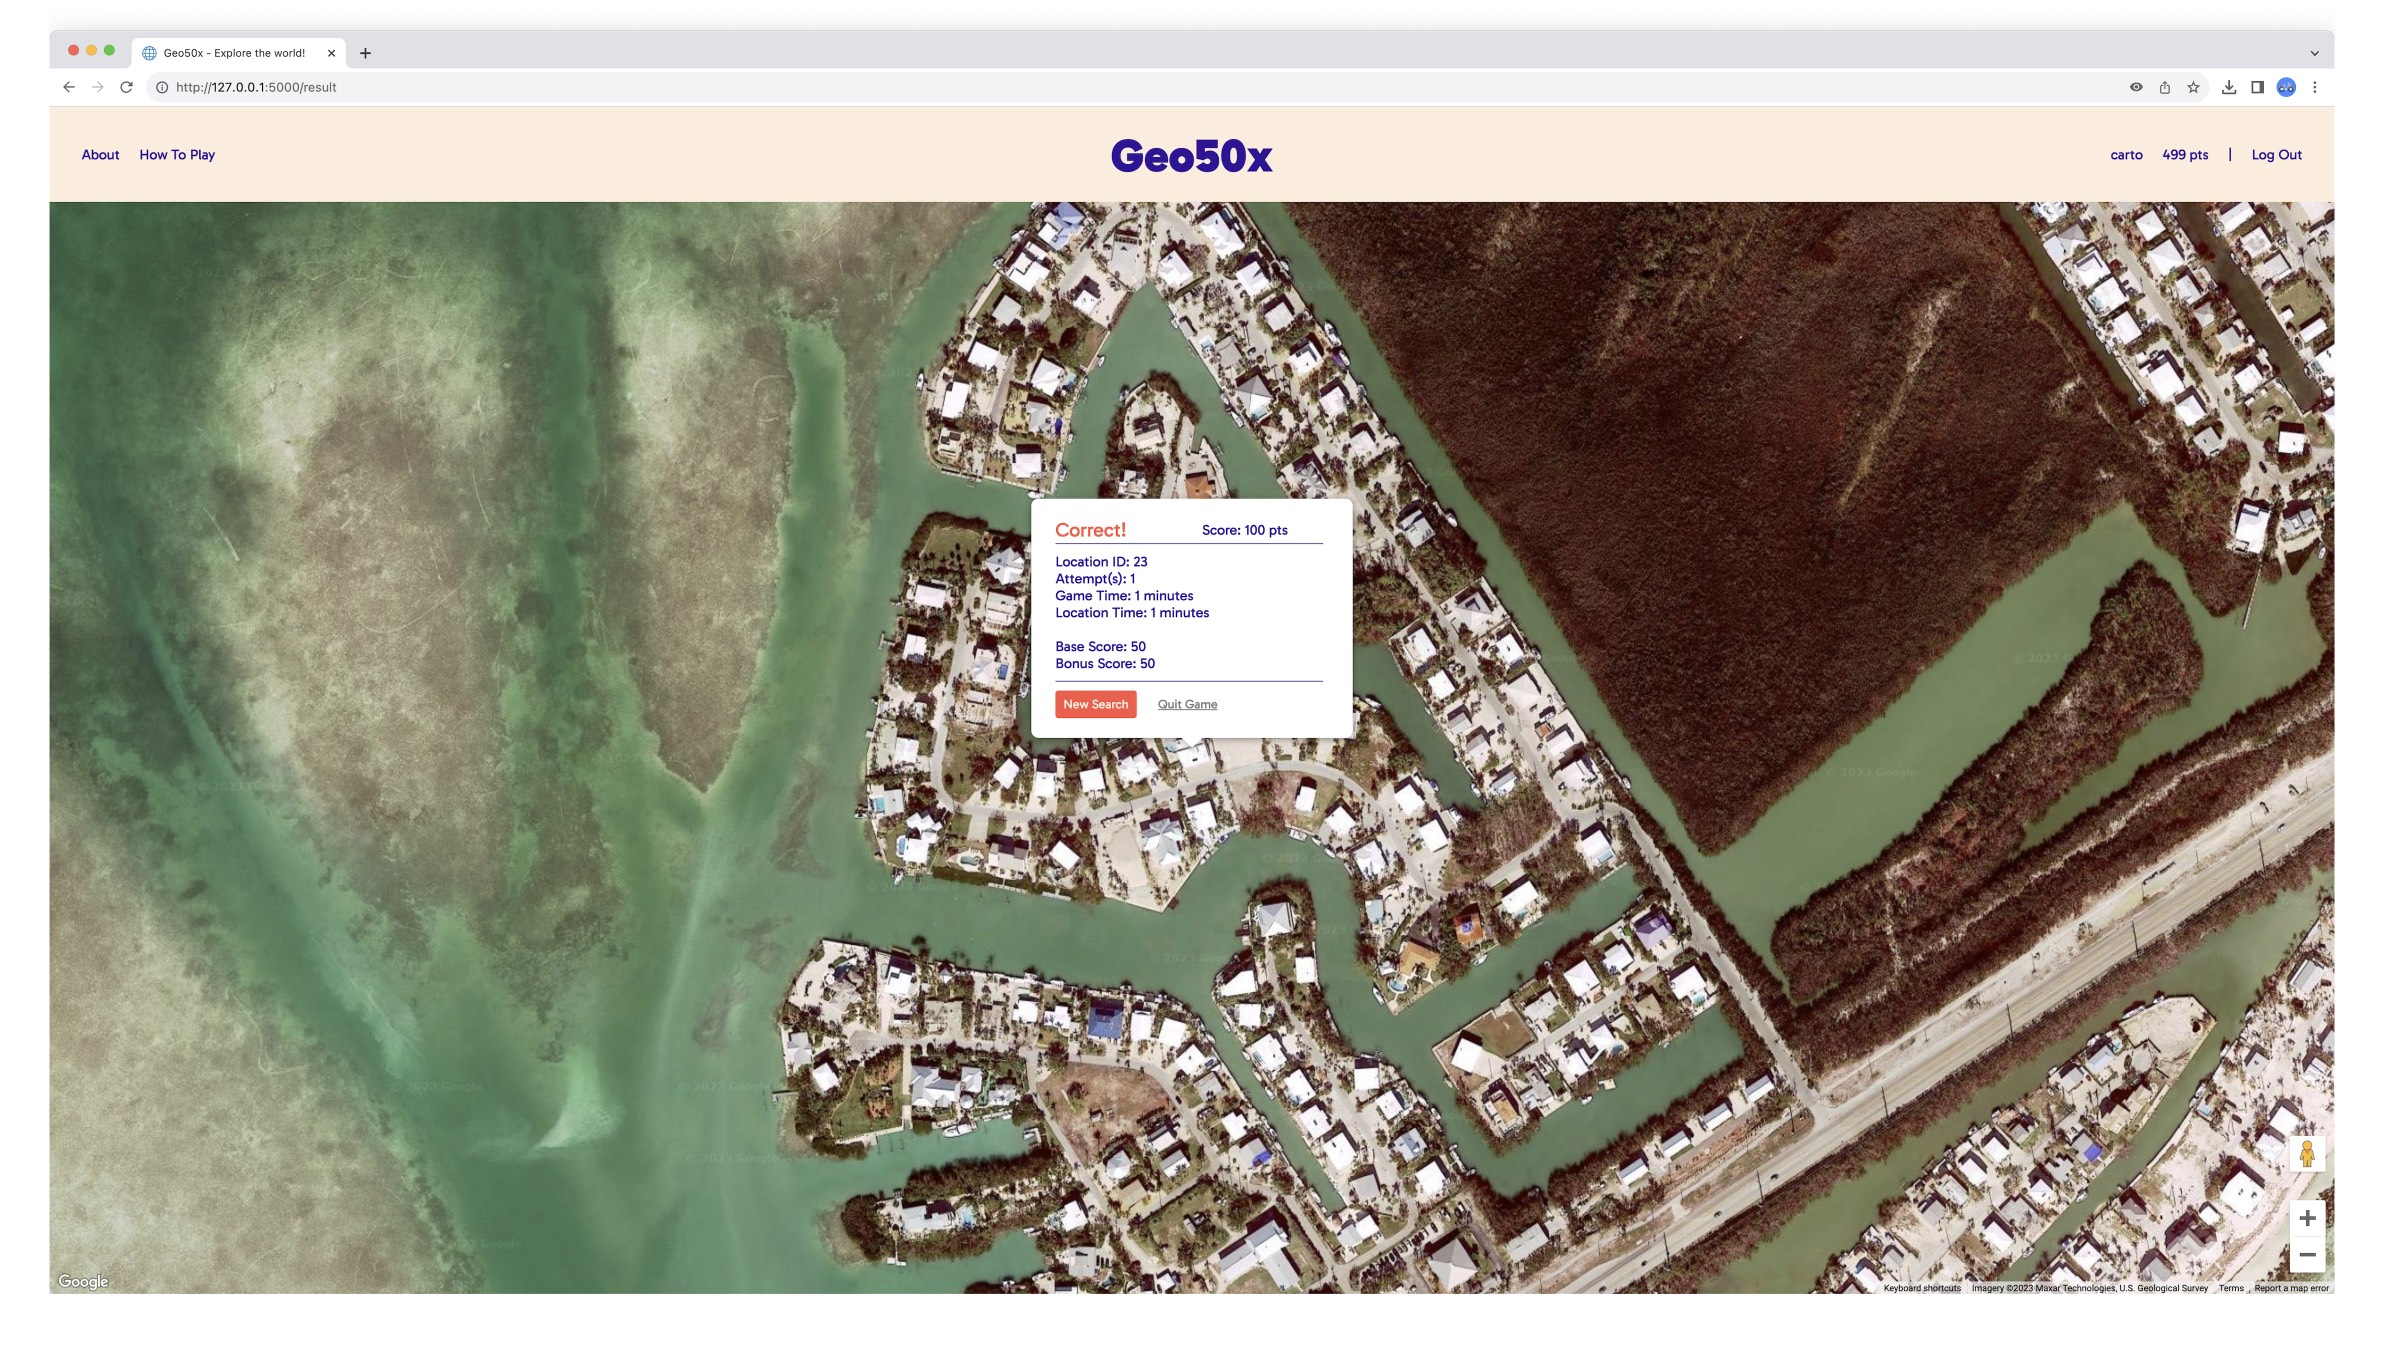 Geo50x - Explore the world!
http://127.0.0.1:5000/result
About
How To Play
Geo50x
carto
499 pts
|
Log Out
Correct!
Score: 100 pts
Location ID: 23
Attempt(s): 1
Game Time: 1 minutes
Location Time: 1 minutes
Base Score: 50
Bonus Score: 50
New Search
Quit Game
Google
Keyboard shortcuts
Imagery ©2023 Maxar Technologies, U.S. Geological Survey
Terms
Report a map error